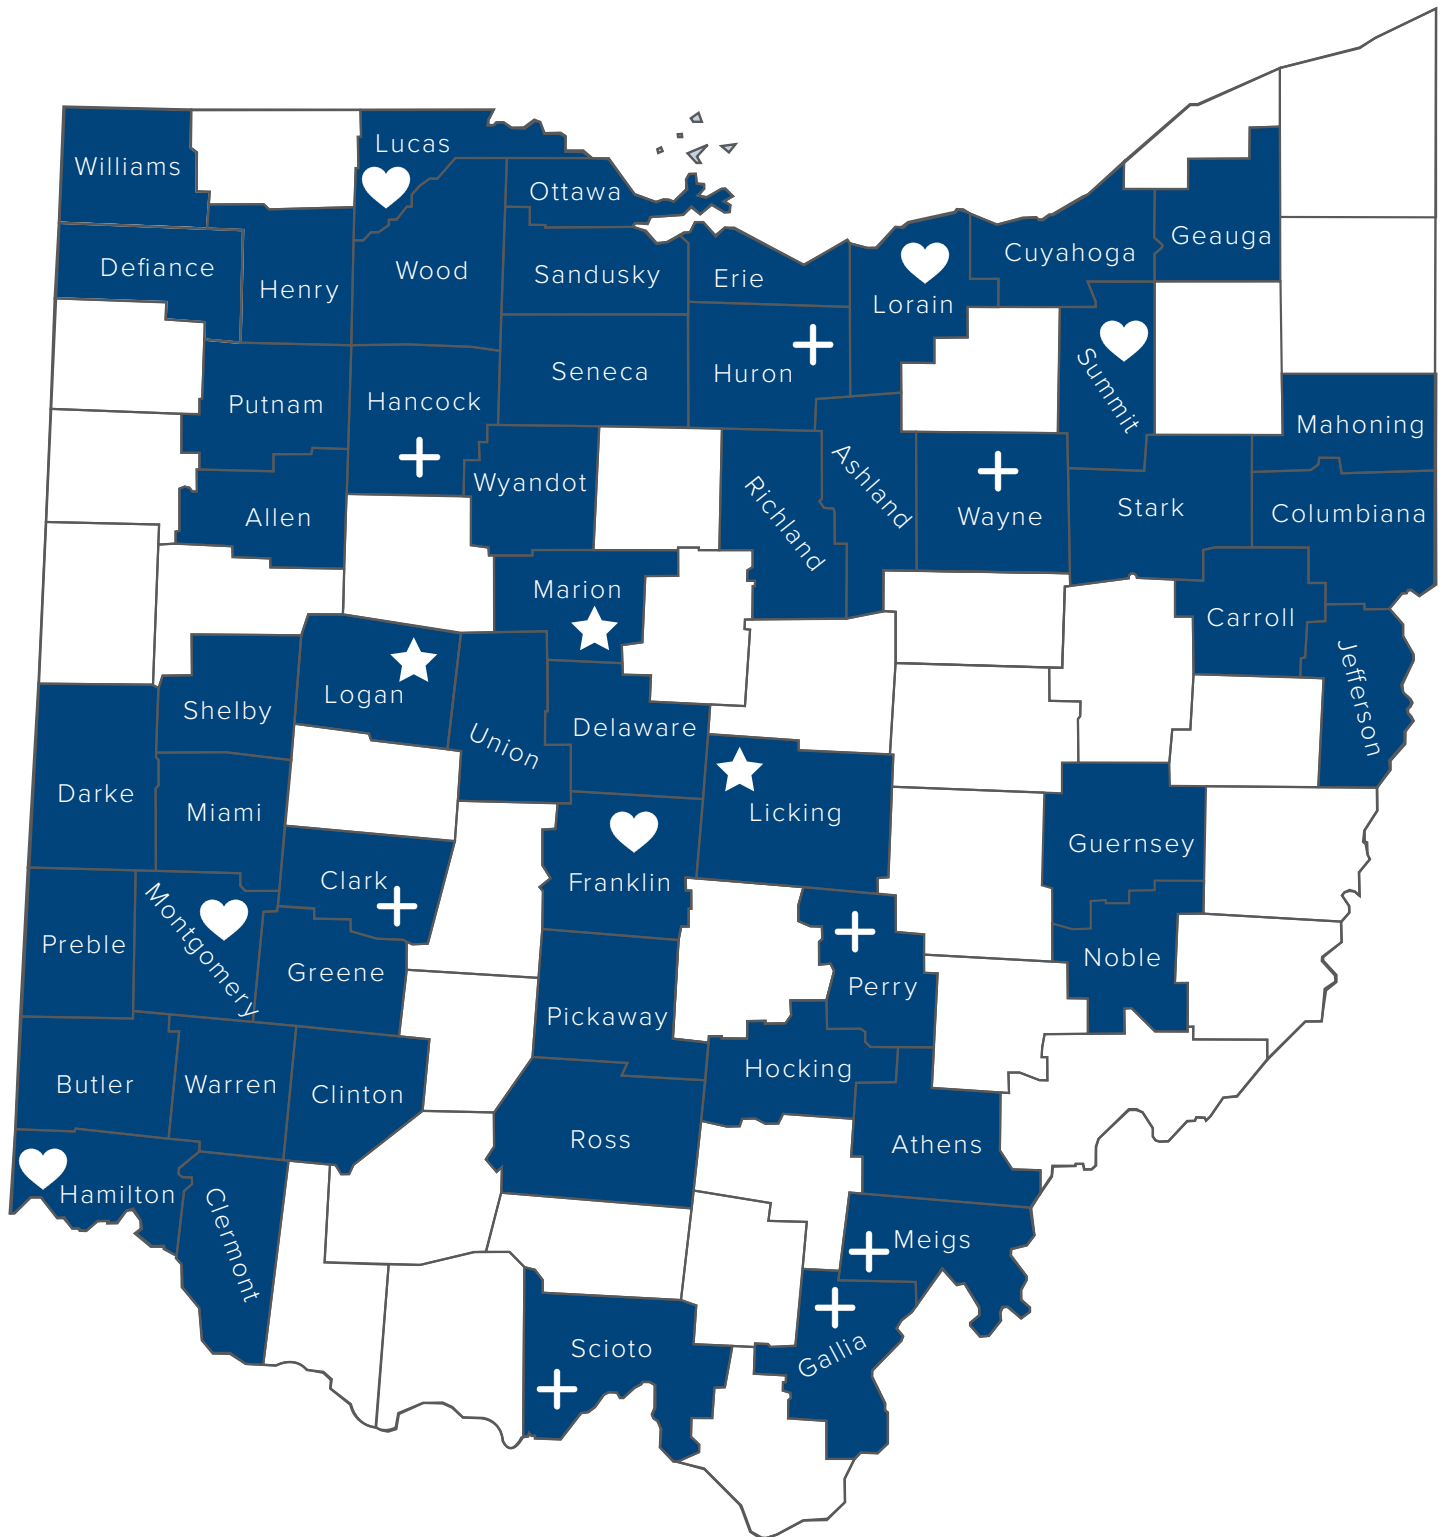 Lucas
Williams
Ottawa
Geauga
Cuyahoga
Defiance
Wood
Sandusky
Erie
Henry
Lorain
Seneca
Huron
Summit
Putnam
Hancock
Mahoning
Wyandot
Richland
Ashland
Allen
Wayne
Stark
Columbiana
Marion
Carroll
Jefferson
Logan
Shelby
Union
Delaware
Darke
Miami
Licking
Guernsey
Clark
Franklin
Montgomery
Preble
Greene
Noble
Perry
Pickaway
Hocking
Butler
Warren
Clinton
Ross
Athens
Hamilton
Clermont
Meigs
Scioto
Gallia